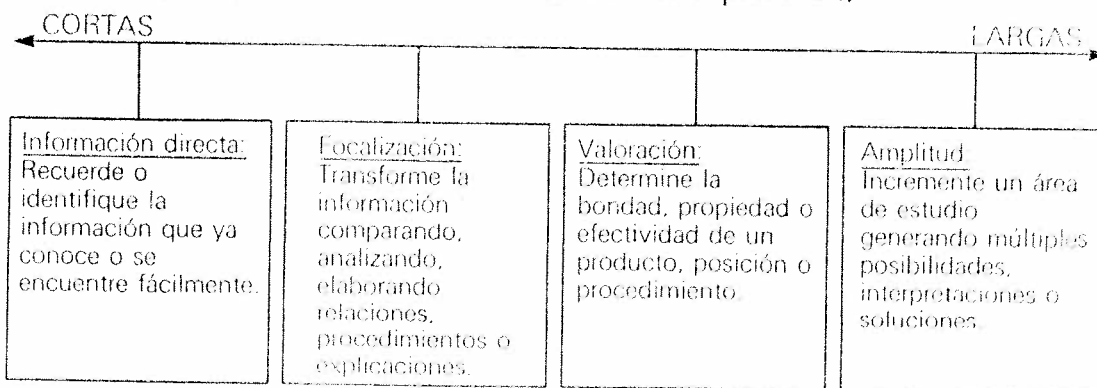 CORTAS
LARGAS
Información directa:
Recuerde o
identifique la
información que ya
conoce o se
encuentre fácilmente.
Focalización:
Transforme la
información
comparando,
analizando,
elaborando
relaciones,
procedimientos o
explicaciones.
Valoración:
Determine la
bondad, propiedad o
efectividad de un
producto, posición o
procedimiento.
Amplitud:
Incremente un área
de estudio
generando múltiples
posibilidades,
interpretaciones o
soluciones.